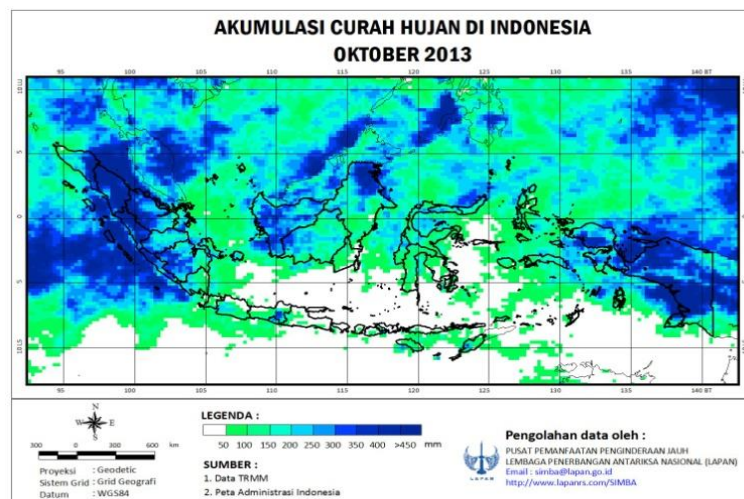 AKUMULASI CURAH HUJAN DI INDONESIA
OKTOBER 2013
95 100 105 110 115 120 125 130 135 140 BT
10 LU
5
0
5
10 LS
95 100 105 110 115 120 125 130 135 140 BT
N
W E
S
300 0 300 600 km
Proyeksi : Geodetic
Sistem Grid : Grid Geografi
Datum : WGS84
LEGENDA :
50 100 150 200 250 300 350 400 >450 mm
SUMBER :
1. Data TRMM
2. Peta Administrasi Indonesia
LAPAN
Pengolahan data oleh :
PUSAT PEMANFAATAN PENGINDERAAN JAUH
LEMBAGA PENERBANGAN ANTARIKSA NASIONAL (LAPAN)
Email : simba@lapan.go.id
http://www.lapanrs.com/SIMBA